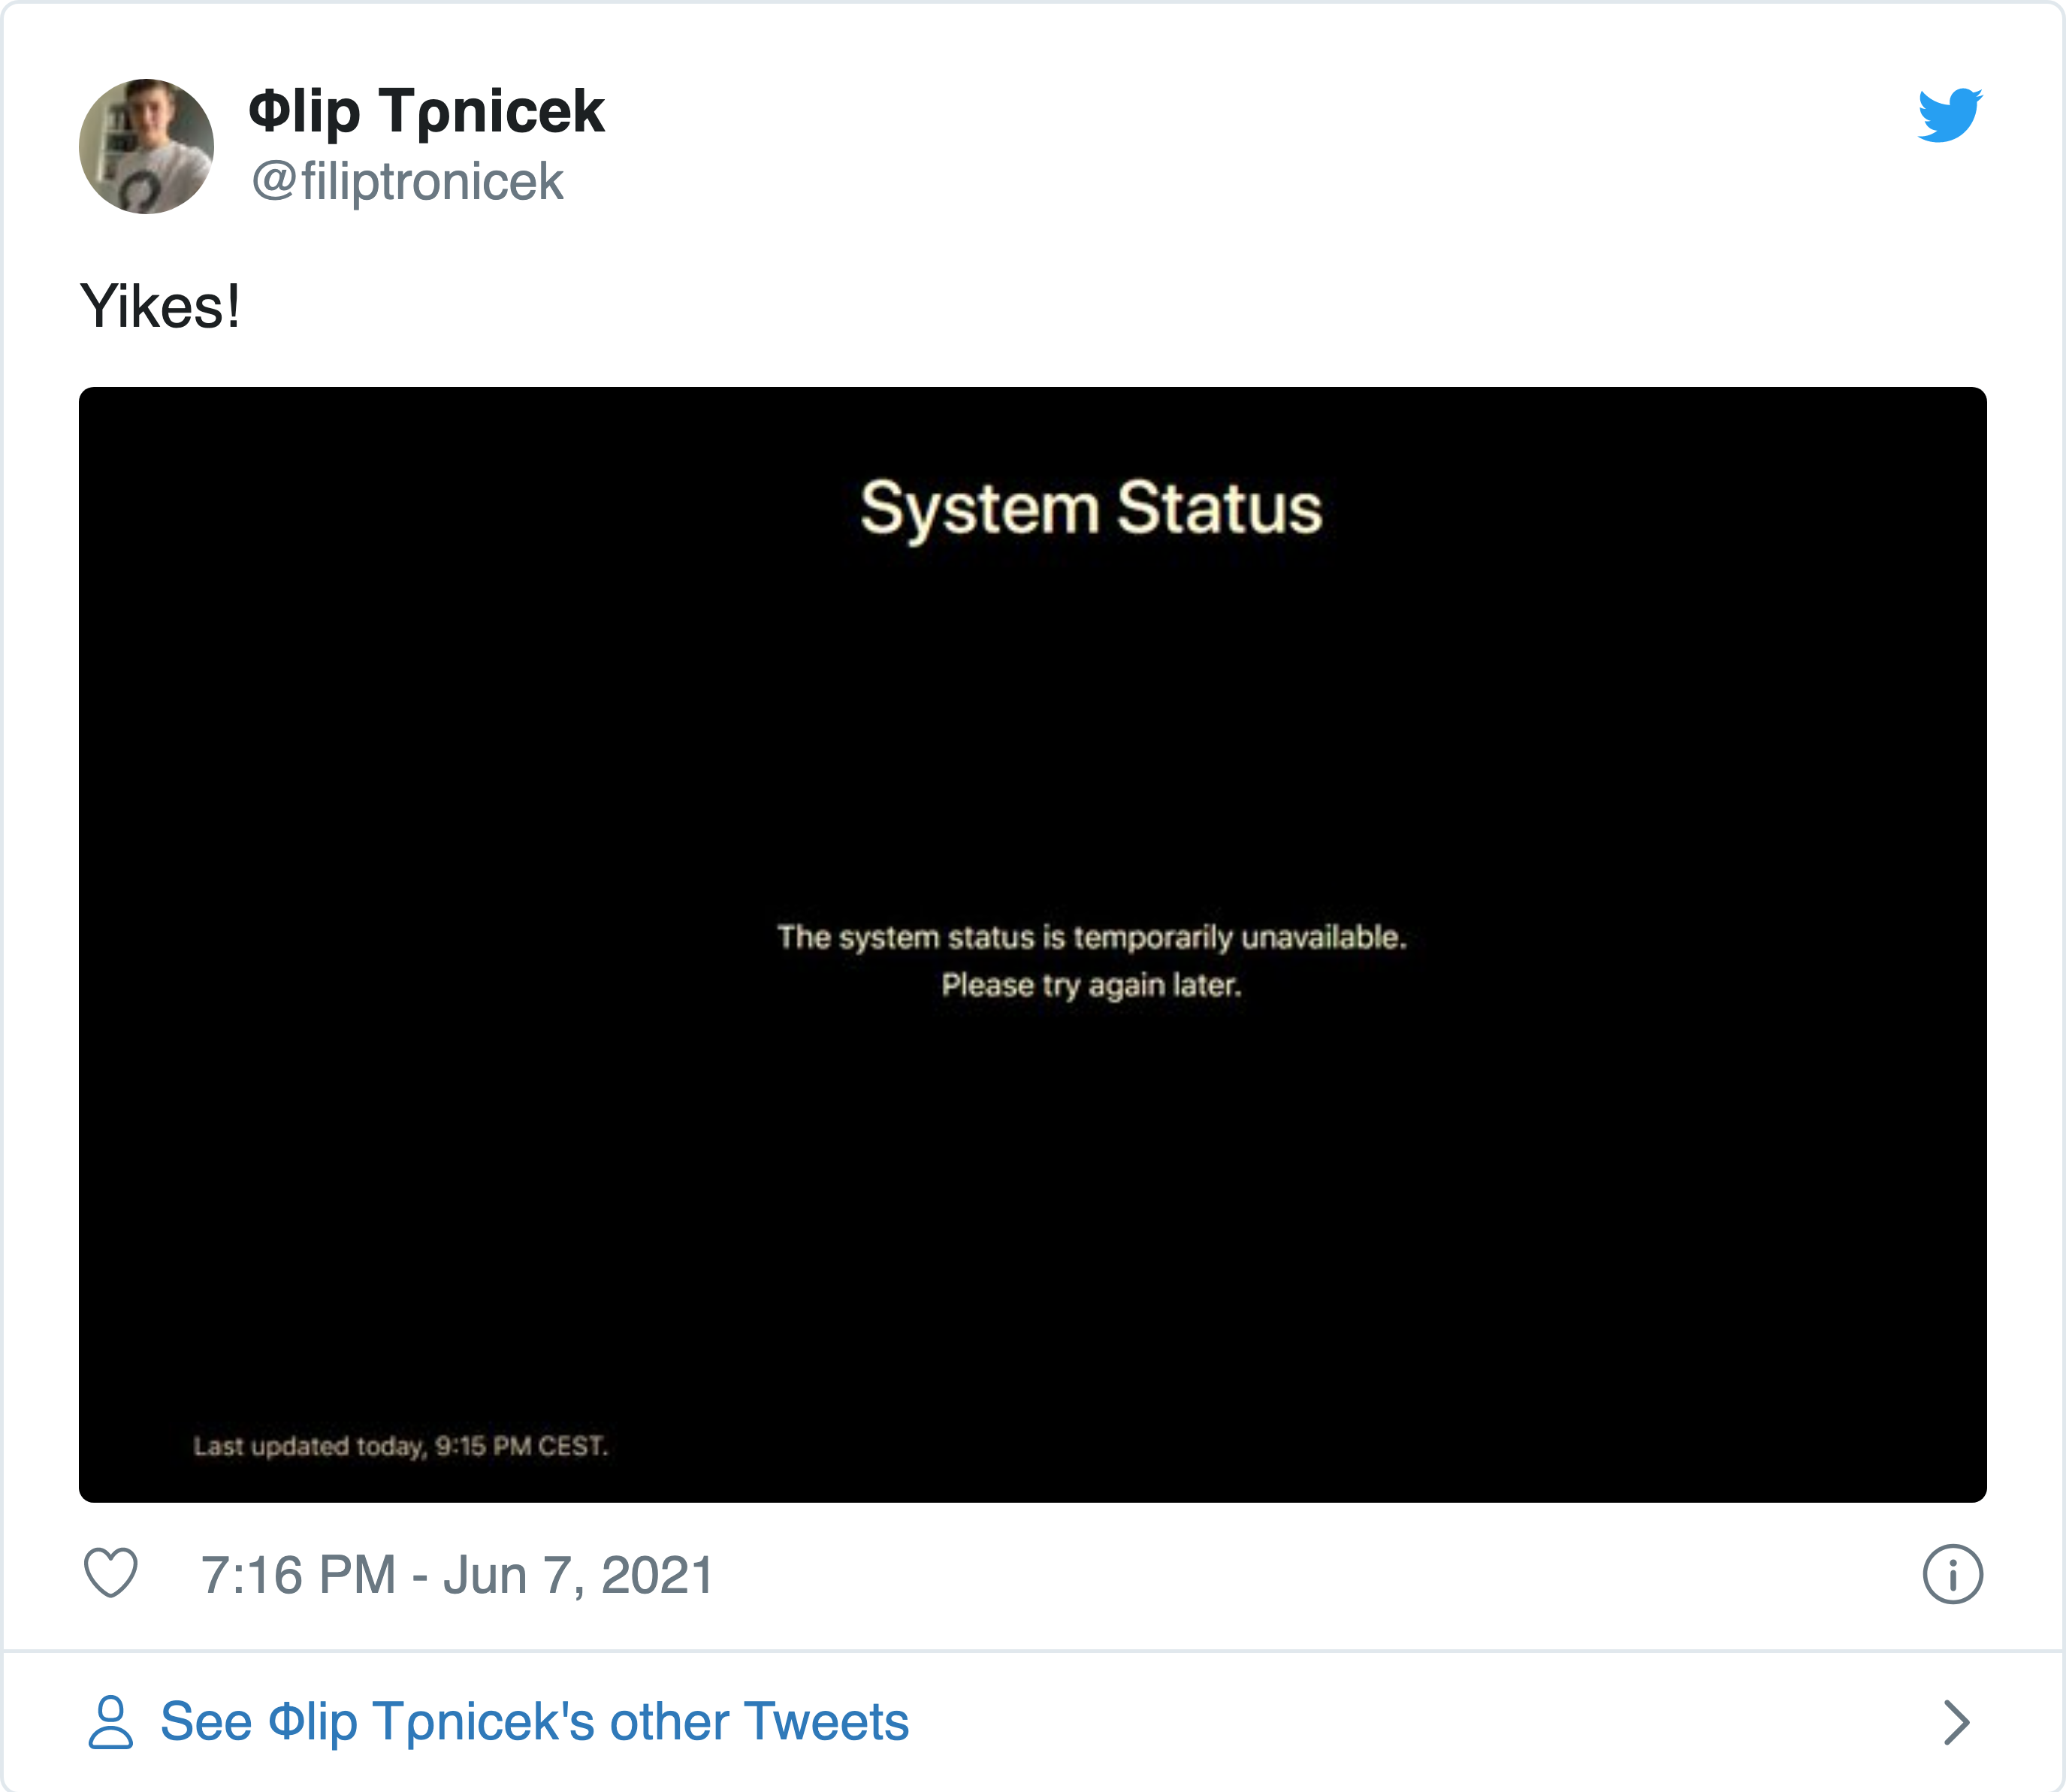 Φlip Tρnicek
@filiptronicek
Yikes!
System Status
The system status is temporarily unavailable.
Please try again later.
Last updated today, 9:15 PM CEST.
7:16 PM - Jun 7, 2021
See Φlip Tρnicek's other Tweets